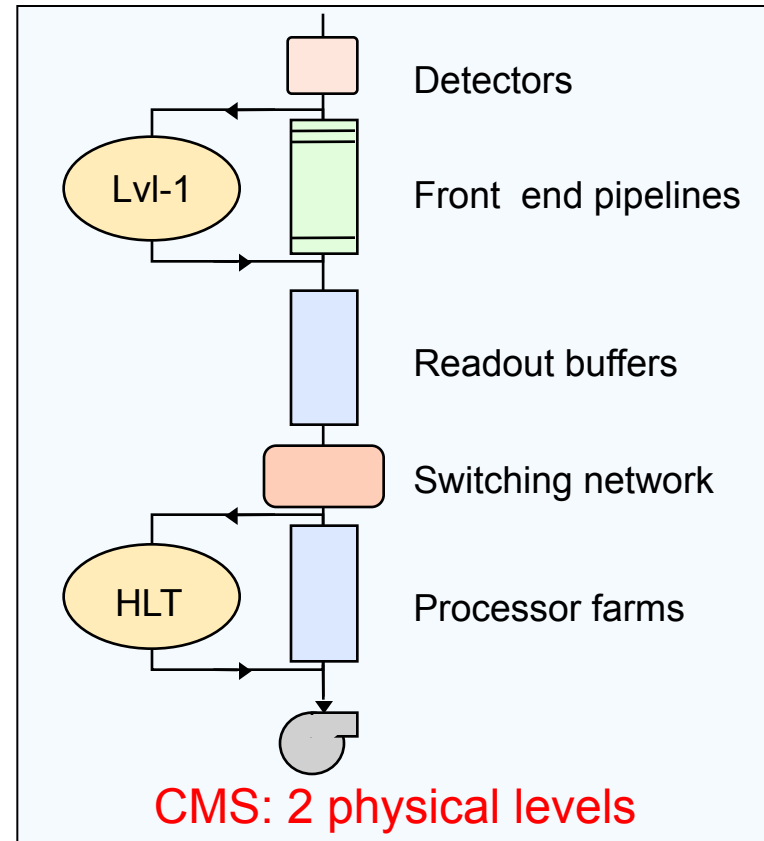 Detectors
Lvl-1
Front end pipelines
Readout buffers
Switching network
HLT
Processor farms
CMS: 2 physical levels